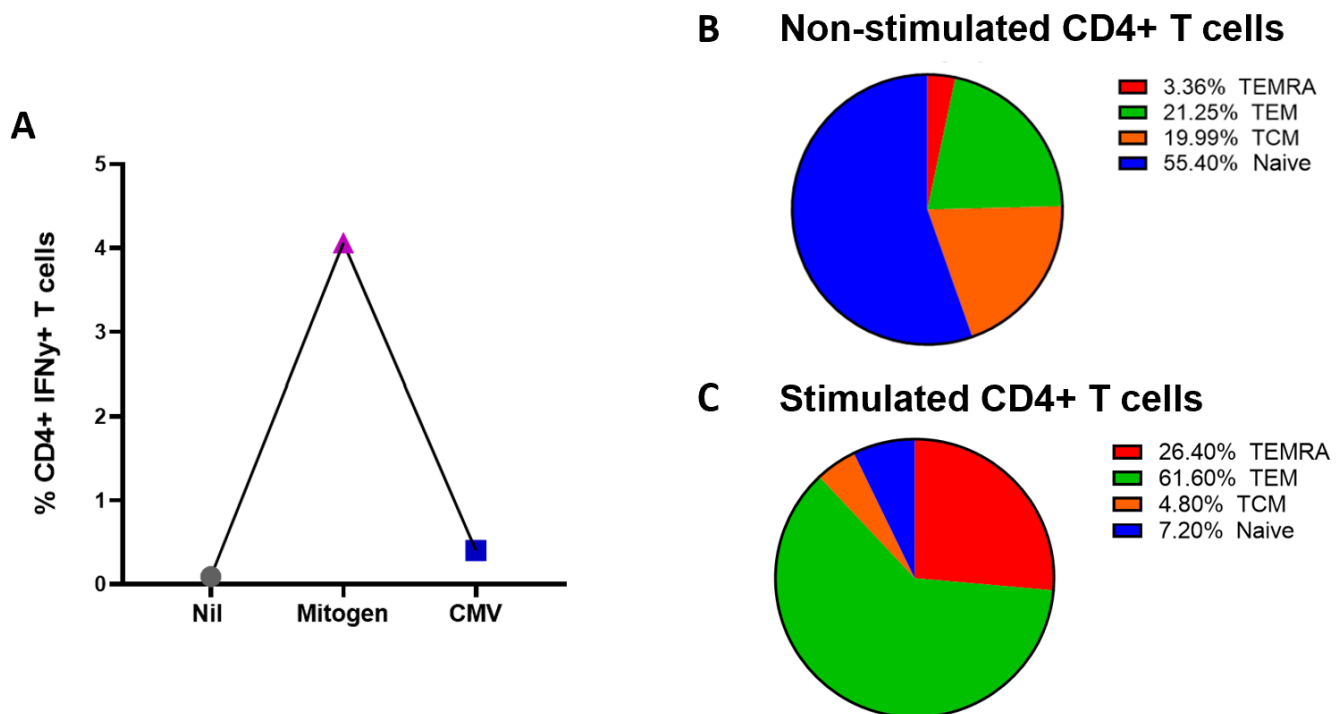 A
% CD4+ IFNy+ T cells
5
4
3
2
1
0
Nil Mitogen CMV
B Non-stimulated CD4+ T cells
3.36% TEMRA
21.25% TEM
19.99% TCM
55.40% Naive
C Stimulated CD4+ T cells
26.40% TEMRA
61.60% TEM
4.80% TCM
7.20% Naive